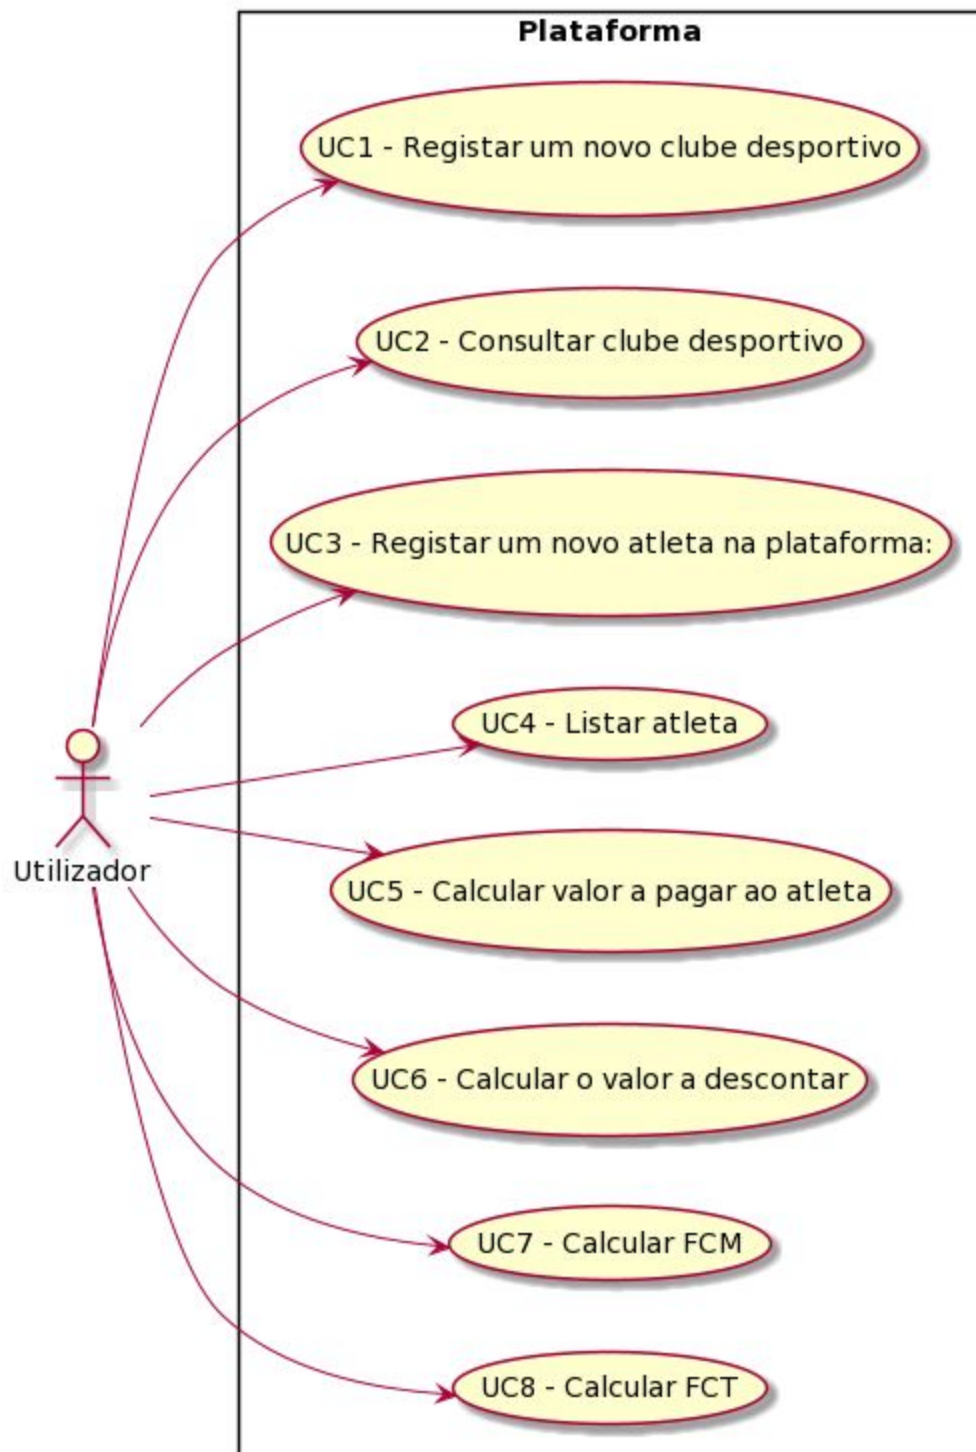 Plataforma
UC1 - Registar um novo clube desportivo
UC2 - Consultar clube desportivo
UC3 - Registar um novo atleta na plataforma:
UC4 - Listar atleta
UC5 - Calcular valor a pagar ao atleta
Utilizador
UC6 - Calcular o valor a descontar
UC7 - Calcular FCM
UC8 - Calcular FCT